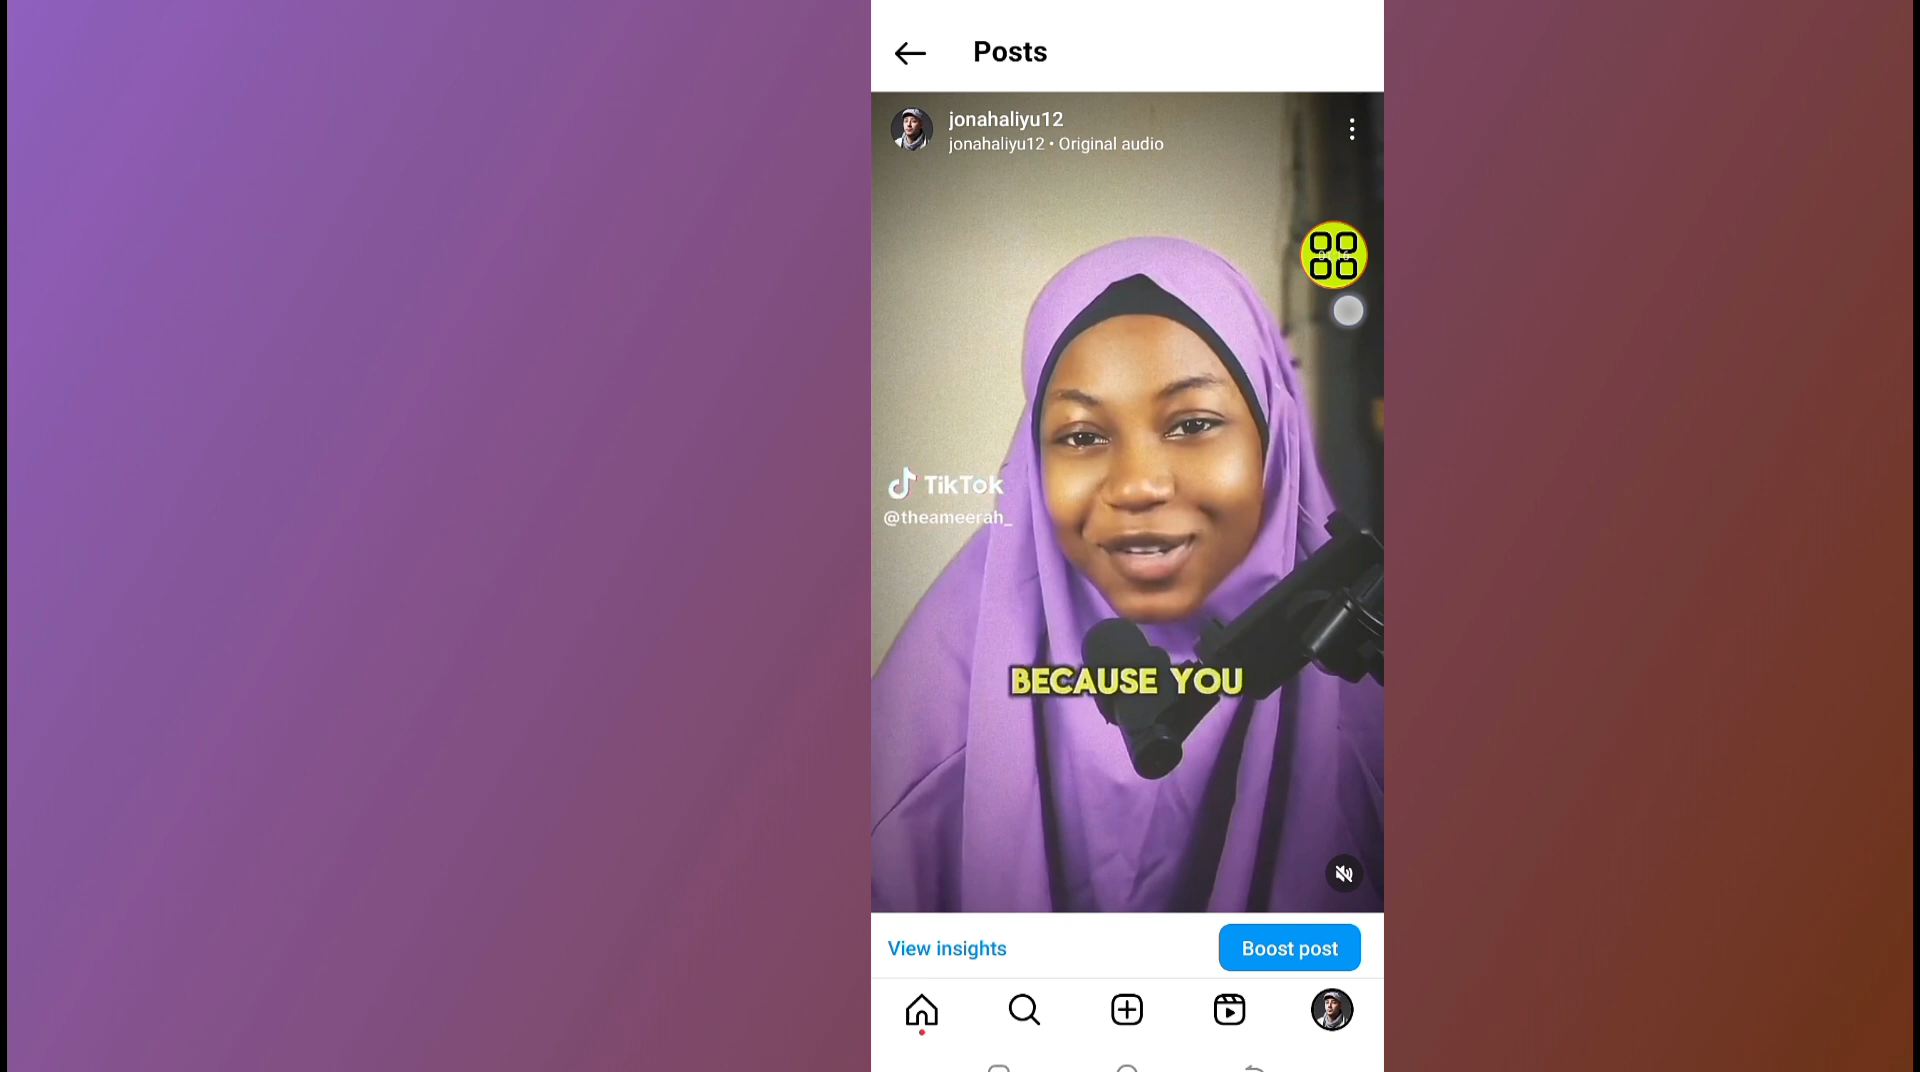 Posts
jonahaliyu12
jonahaliyu12 • Original audio
TikTok
@theameerah_
BECAUSE YOU
View insights
Boost post